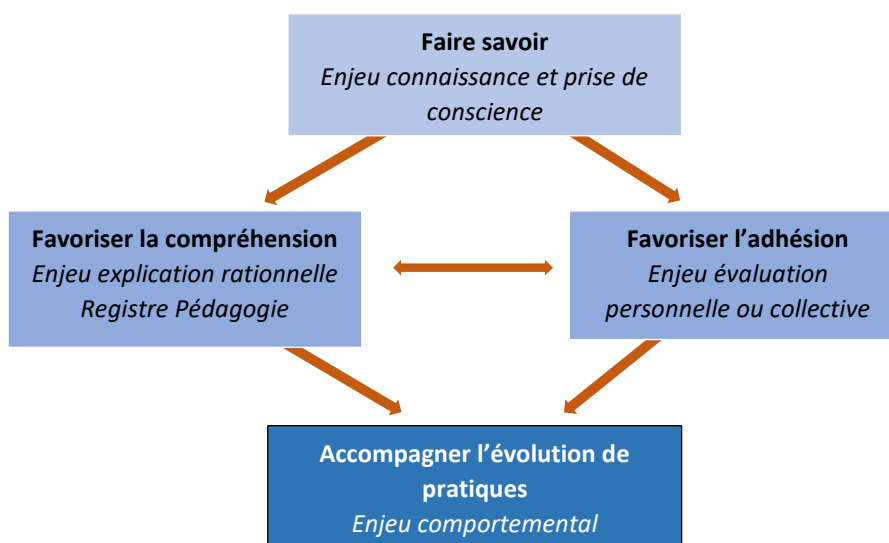 Faire savoir
Enjeu connaissance et prise de
conscience
Favoriser la compréhension
Enjeu explication rationnelle
Registre Pédagogie
Favoriser l’adhésion
Enjeu évaluation
personnelle ou collective
Accompagner l’évolution de
pratiques
Enjeu comportemental